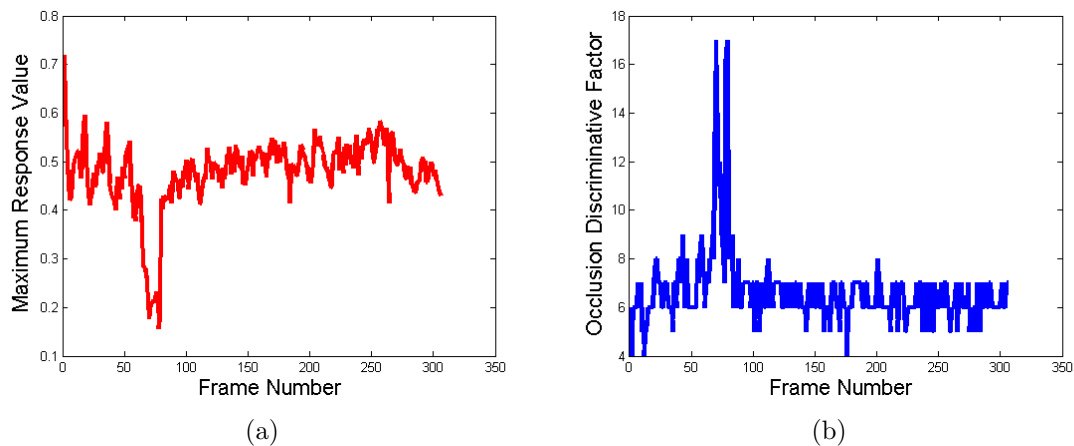 0.8
0.7
0.6
0.5
0.4
0.3
0.2
0.1
Maximum Response Value
0 50 100 150 200 250 300 350
Frame Number
(a)
18
16
14
12
10
8
6
4
Occlusion Discriminative Factor
0 50 100 150 200 250 300 350
Frame Number
(b)